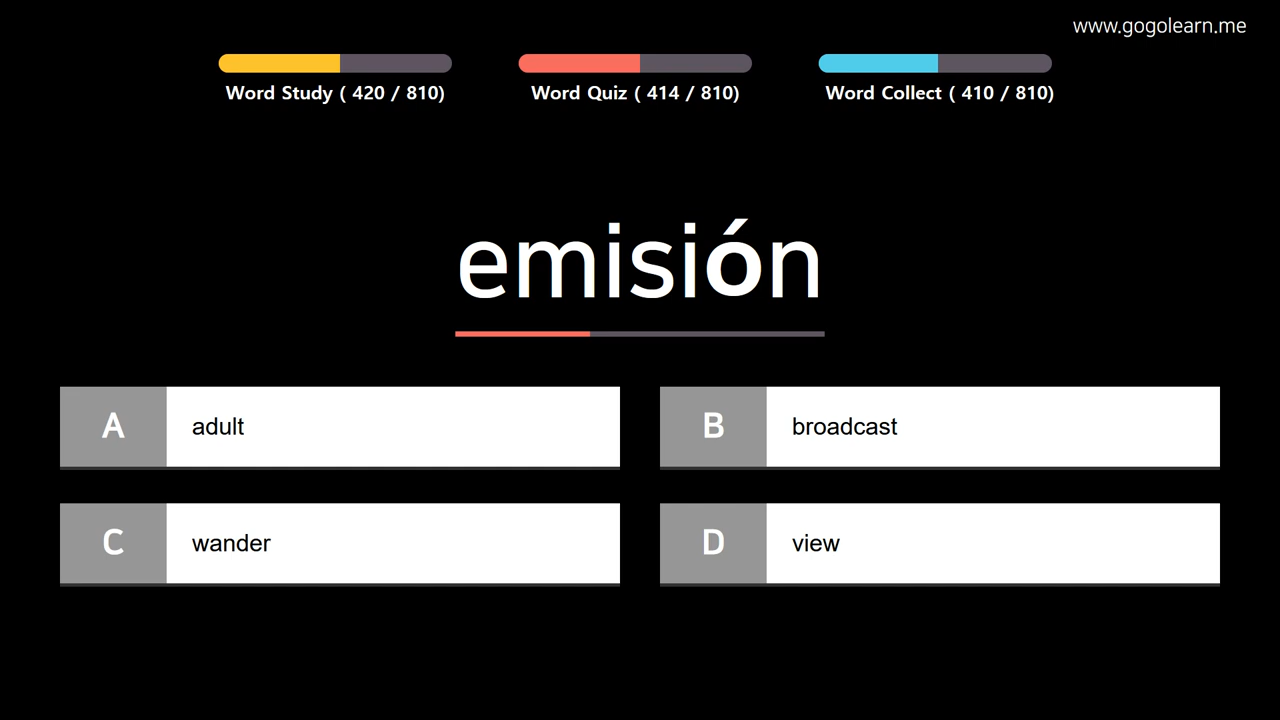 www.gogolearn.me
Word Study ( 420 / 810)
Word Quiz ( 414 / 810)
Word Collect ( 410 / 810)
emisión
A adult
B broadcast
C wander
D view